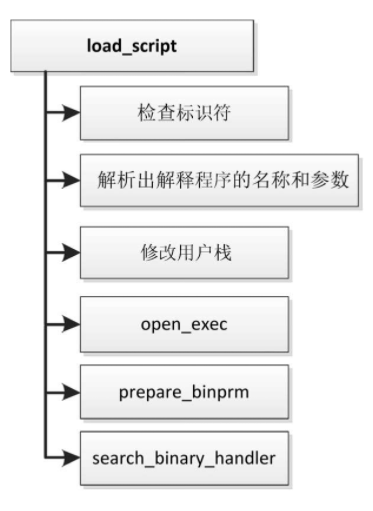 load_script
检查标识符
解析出解释程序的名称和参数
修改用户栈
open_exec
prepare_binprm
search_binary_handler